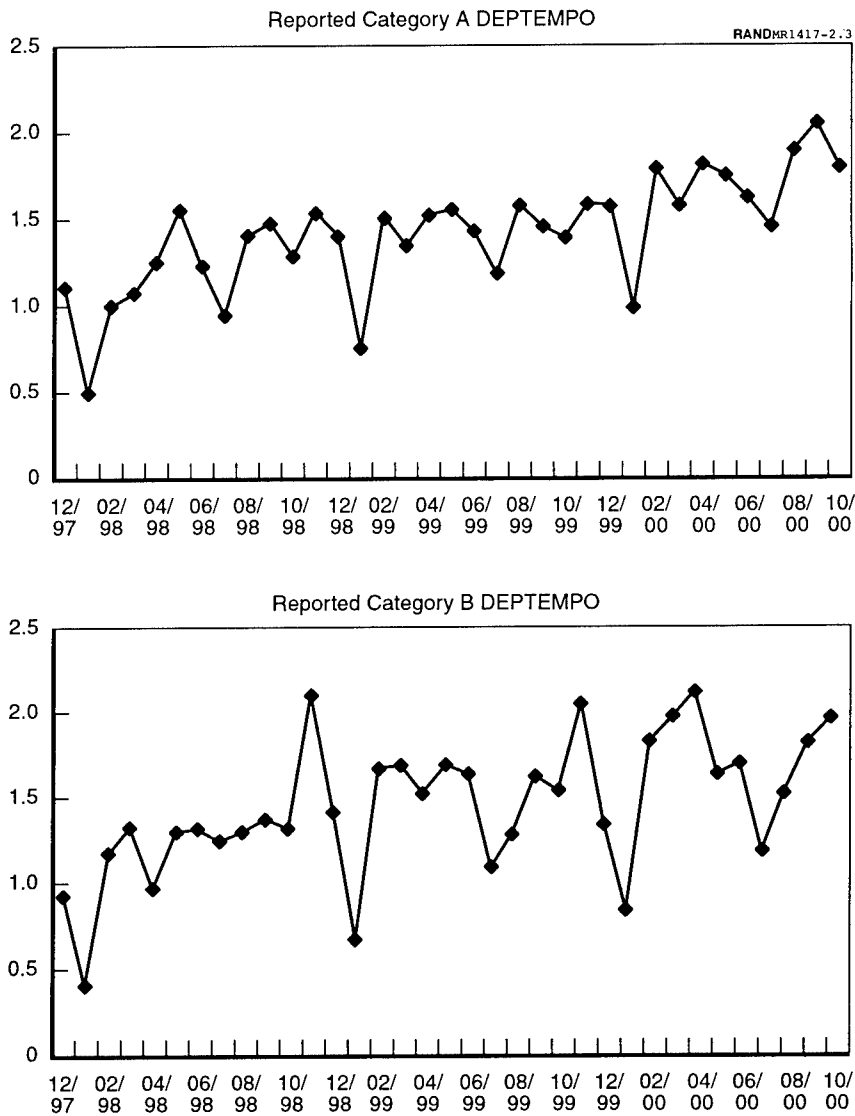 Reported Category A DEPTEMPO
RANDMR1417-2.3
2.5
2.0
1.5
1.0
0.5
0
12/ 02/ 04/ 06/ 08/ 10/ 12/ 02/ 04/ 06/ 08/ 10/ 12/ 02/ 04/ 06/ 08/ 10/
97 98 98 98 98 98 98 99 99 99 99 99 99 00 00 00 00 00
Reported Category B DEPTEMPO
2.5
2.0
1.5
1.0
0.5
0
12/ 02/ 04/ 06/ 08/ 10/ 12/ 02/ 04/ 06/ 08/ 10/ 12/ 02/ 04/ 06/ 08/ 10/
97 98 98 98 98 98 98 99 99 99 99 99 99 00 00 00 00 00